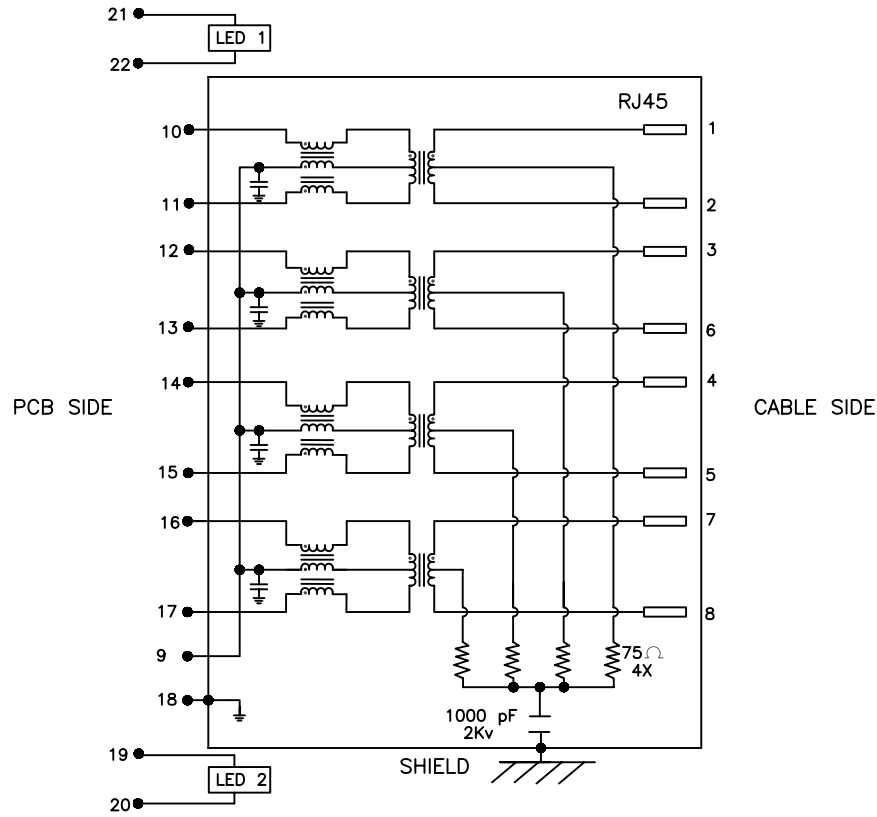 21
LED 1
22
RJ45
10
1
11
2
12
3
13
6
14
4
PCB SIDE
CABLE SIDE
15
5
16
7
17
8
9
75Ω
4X
18
1000 pF
2Kv
19
SHIELD
LED 2
20